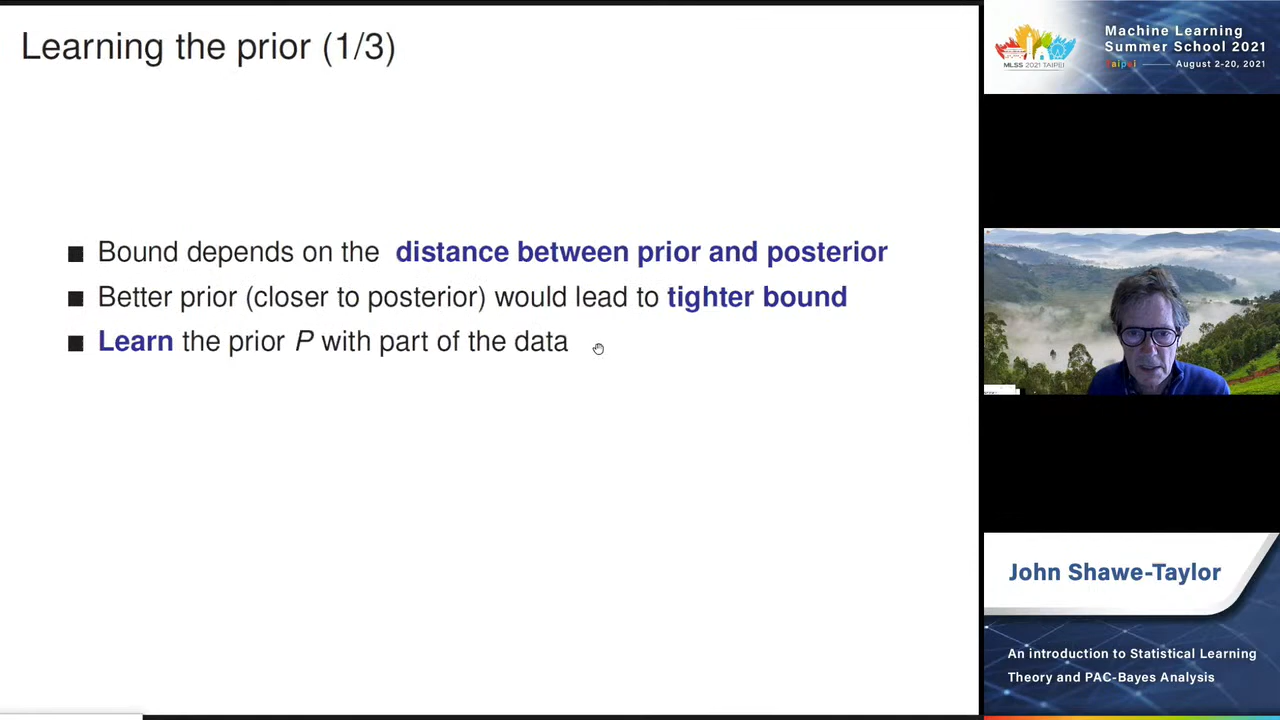 Learning the prior (1/3)
Bound depends on the distance between prior and posterior
Better prior (closer to posterior) would lead to tighter bound
Learn the prior P with part of the data
MLSS 2021 TAIPEI
Machine Learning
Summer School 2021
Taipei August 2-20, 2021
John Shawe-Taylor
An introduction to Statistical Learning
Theory and PAC-Bayes Analysis